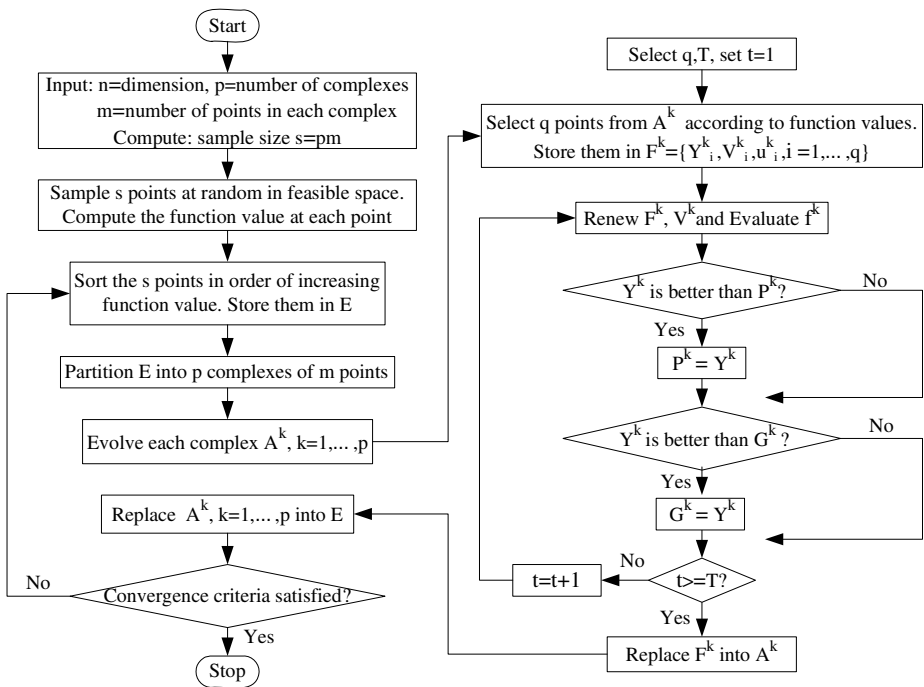 Start
Input: n=dimension, p=number of complexes
m=number of points in each complex
Compute: sample size s=pm
Sample s points at random in feasible space.
Compute the function value at each point
Sort the s points in order of increasing
function value. Store them in E
Partition E into p complexes of m points
Evolve each complex A^k, k=1,... ,p
Replace A^k, k=1,... ,p into E
No
Convergence criteria satisfied?
Yes
Stop
Select q,T, set t=1
Select q points from A^k according to function values.
Store them in F^k={Y^k_i,V^k_i,u^k_i,i =1,... ,q}
Renew F^k, V^k and Evaluate f^k
Y^k is better than P^k?
No
Yes
P^k = Y^k
Y^k is better than G^k ?
No
Yes
G^k = Y^k
t=t+1
No
t>=T?
Yes
Replace F^k into A^k